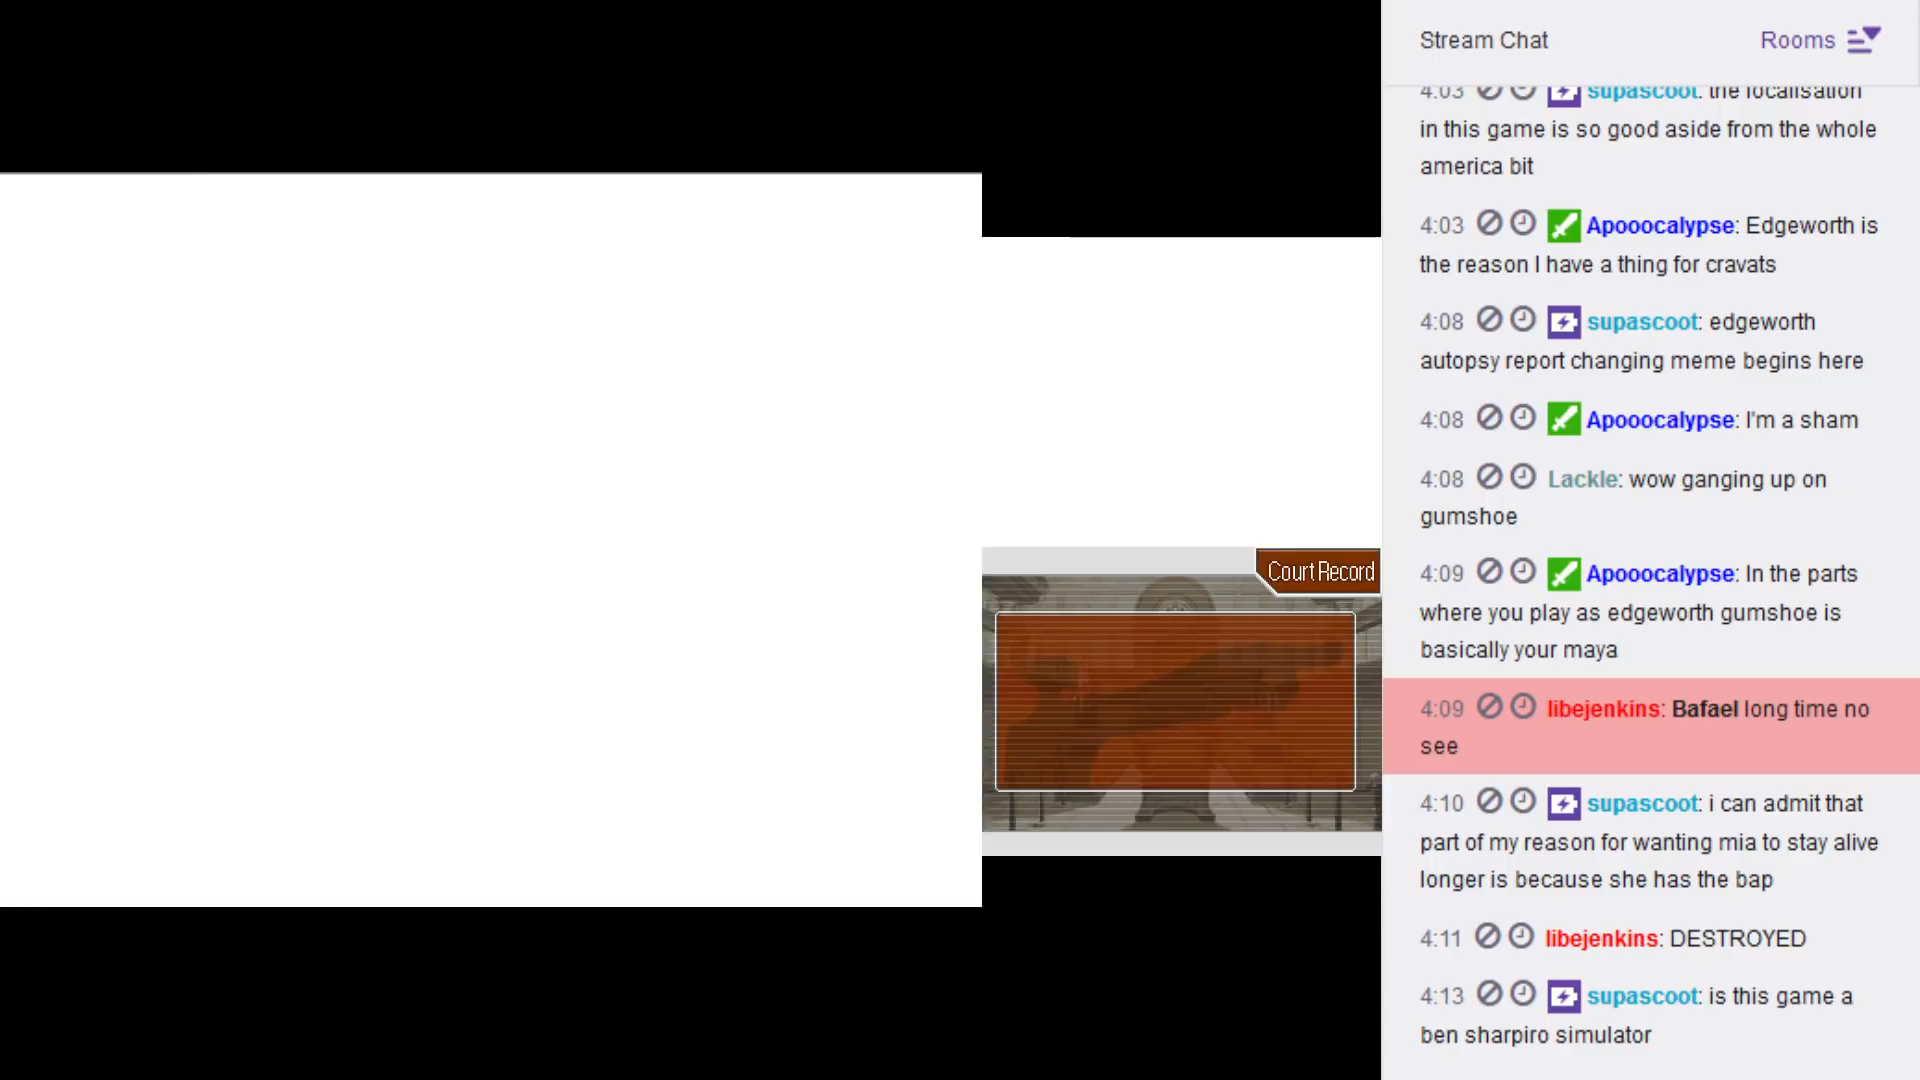 Stream Chat
Rooms
4:03 supascoot: the localisation
in this game is so good aside from the whole
america bit
4:03 Apooocalypse: Edgeworth is
the reason I have a thing for cravats
4:08 supascoot: edgeworth
autopsy report changing meme begins here
4:08 Apooocalypse: I'm a sham
4:08 Lackle: wow ganging up on
gumshoe
4:09 Apooocalypse: In the parts
where you play as edgeworth gumshoe is
basically your maya
4:09 libejenkins: Bafael long time no
see
4:10 supascoot: i can admit that
part of my reason for wanting mia to stay alive
longer is because she has the bap
4:11 libejenkins: DESTROYED
4:13 supascoot: is this game a
ben sharpiro simulator
Court Record